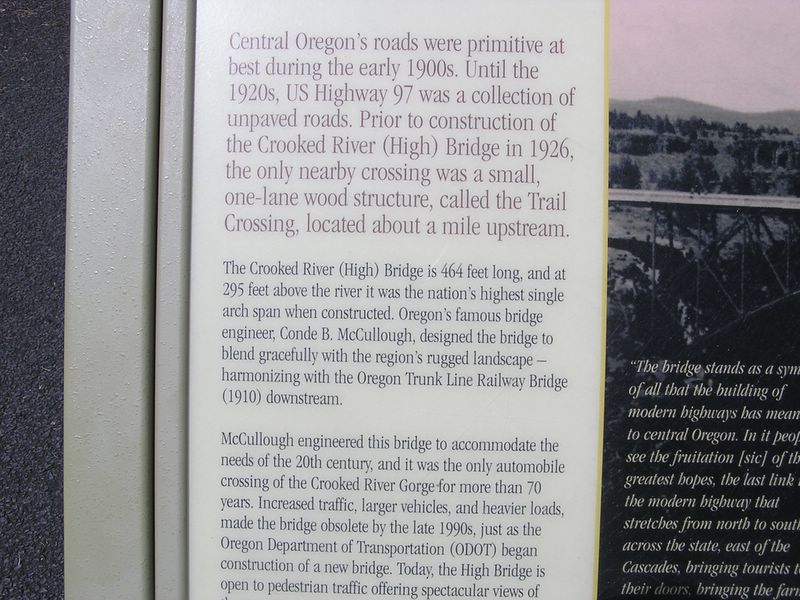 Central Oregon's roads were primitive at
best during the early 1900s. Until the
1920s, US Highway 97 was a collection of
unpaved roads. Prior to construction of
the Crooked River (High) Bridge in 1926,
the only nearby crossing was a small,
one-lane wood structure, called the Trail
Crossing, located about a mile upstream.
The Crooked River (High) Bridge is 464 feet long, and at
295 feet above the river it was the nation's highest single
arch span when constructed. Oregon's famous bridge
engineer, Conde B. McCullough, designed the bridge to
blend gracefully with the region's rugged landscape –
harmonizing with the Oregon Trunk Line Railway Bridge
(1910) downstream.
McCullough engineered this bridge to accommodate the
needs of the 20th century, and it was the only automobile
crossing of the Crooked River Gorge for more than 70
years. Increased traffic, larger vehicles, and heavier loads,
made the bridge obsolete by the late 1990s, just as the
Oregon Department of Transportation (ODOT) began
construction of a new bridge. Today, the High Bridge is
open to pedestrian traffic offering spectacular views of
"The bridge stands as a sym
of all that the building of
modern highways has mean
to central Oregon. In it peop
see the fruitation [sic] of th
greatest hopes, the last link
the modern highway that
stretches from north to south
across the state, east of the
Cascades, bringing tourists t
their doors, bringing the farm